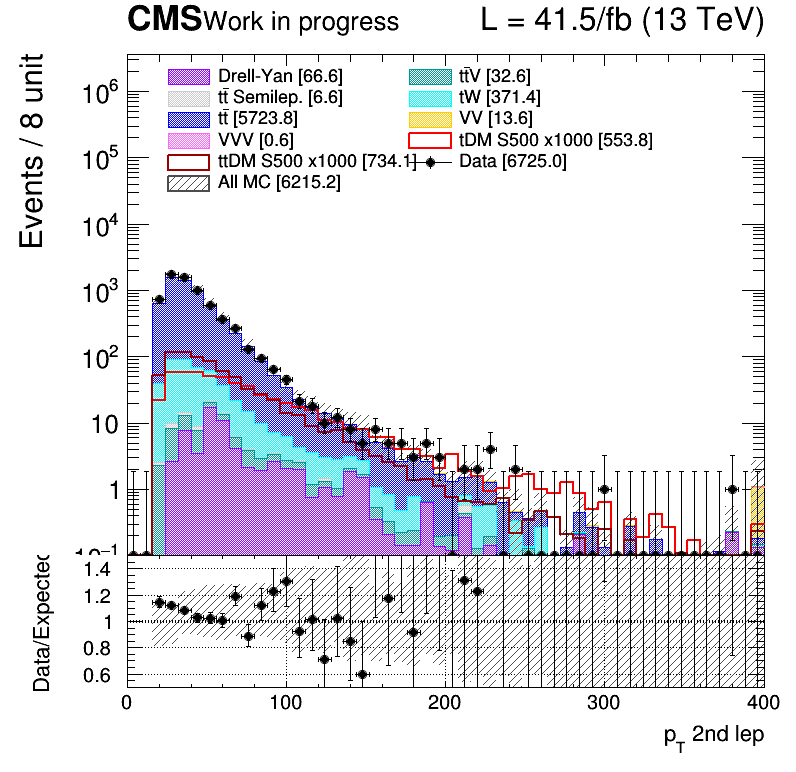 CMS Work in progress L = 41.5/fb (13 TeV)
Events / 8 unit
10⁶
10⁵
10⁴
10³
10²
10
1
10⁻¹
Drell-Yan [66.6]
tt̄V [32.6]
tt̄ Semilep. [6.6]
tW [371.4]
tt̄ [5723.8]
VV [13.6]
VVV [0.6]
tDM S500 x1000 [553.8]
ttDM S500 x1000 [734.1]
Data [6725.0]
All MC [6215.2]
Data/Expected
1.4
1.2
1
0.8
0.6
0 100 200 300 400
p_T 2nd lep